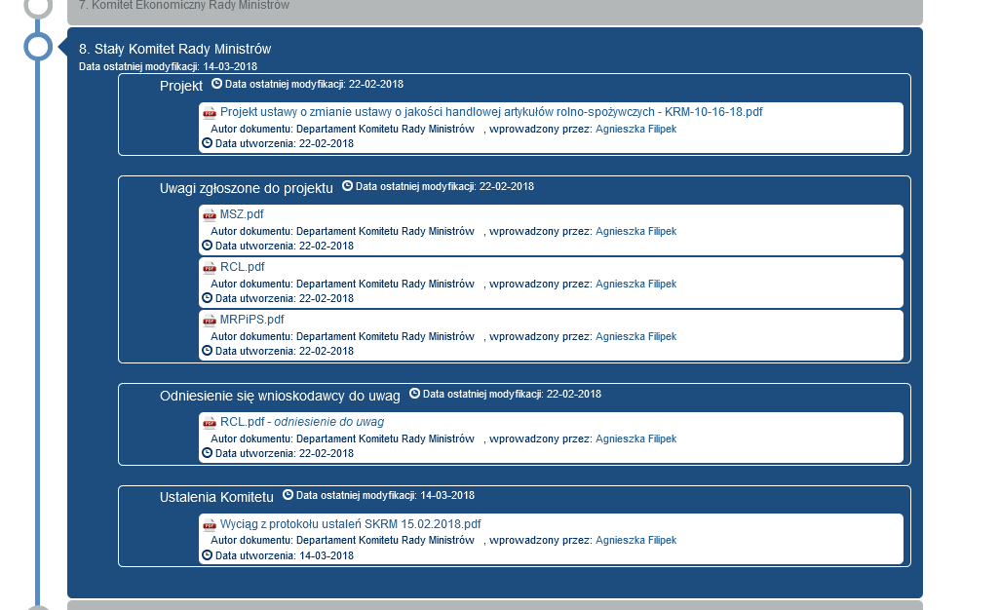 7. Komitet Ekonomiczny Rady Ministrów
8. Stały Komitet Rady Ministrów
Data ostatniej modyfikacji: 14-03-2018
Projekt Data ostatniej modyfikacji: 22-02-2018
Projekt ustawy o zmianie ustawy o jakości handlowej artykułów rolno-spożywczych - KRM-10-16-18.pdf
Autor dokumentu: Departament Komitetu Rady Ministrów , wprowadzony przez: Agnieszka Filipek
Data utworzenia: 22-02-2018
Uwagi zgłoszone do projektu Data ostatniej modyfikacji: 22-02-2018
MSZ.pdf
Autor dokumentu: Departament Komitetu Rady Ministrów , wprowadzony przez: Agnieszka Filipek
Data utworzenia: 22-02-2018
RCL.pdf
Autor dokumentu: Departament Komitetu Rady Ministrów , wprowadzony przez: Agnieszka Filipek
Data utworzenia: 22-02-2018
MRPiPS.pdf
Autor dokumentu: Departament Komitetu Rady Ministrów , wprowadzony przez: Agnieszka Filipek
Data utworzenia: 22-02-2018
Odniesienie się wnioskodawcy do uwag Data ostatniej modyfikacji: 22-02-2018
RCL.pdf - odniesienie do uwag
Autor dokumentu: Departament Komitetu Rady Ministrów , wprowadzony przez: Agnieszka Filipek
Data utworzenia: 22-02-2018
Ustalenia Komitetu Data ostatniej modyfikacji: 14-03-2018
Wyciąg z protokołu ustaleń SKRM 15.02.2018.pdf
Autor dokumentu: Departament Komitetu Rady Ministrów , wprowadzony przez: Agnieszka Filipek
Data utworzenia: 14-03-2018